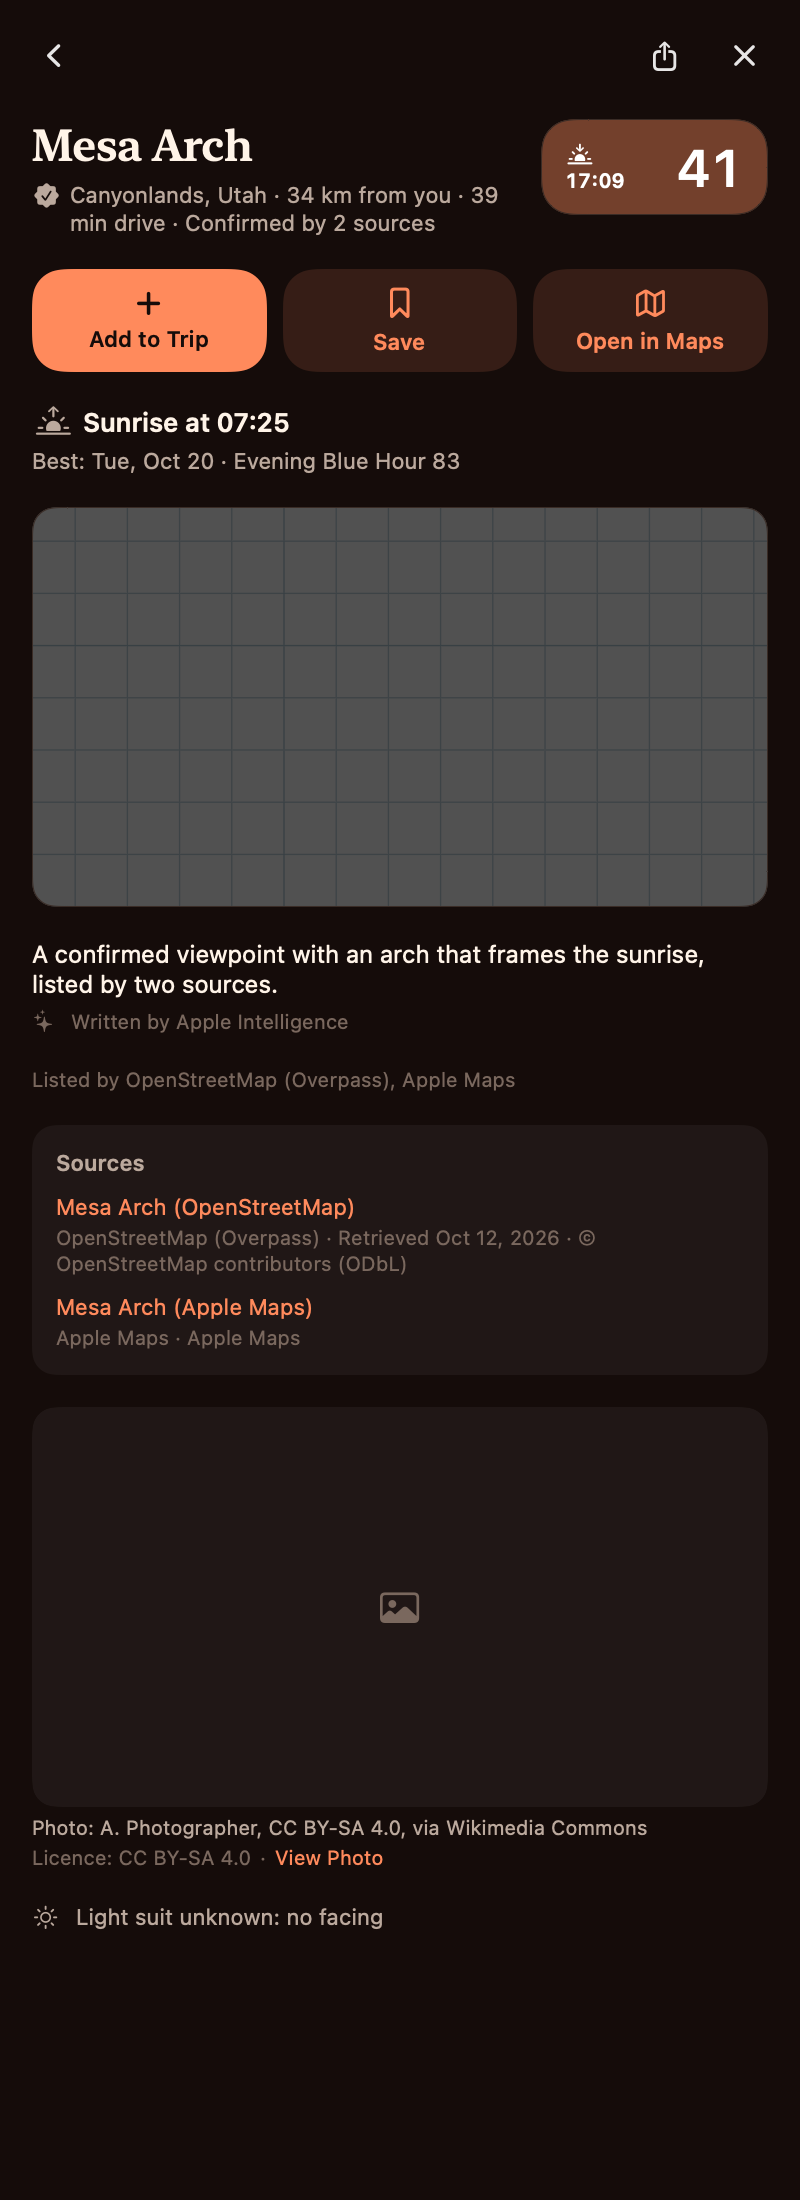 Mesa Arch
Canyonlands, Utah · 34 km from you · 39
min drive · Confirmed by 2 sources
17:09
41
Add to Trip
Save
Open in Maps
Sunrise at 07:25
Best: Tue, Oct 20 · Evening Blue Hour 83
A confirmed viewpoint with an arch that frames the sunrise,
listed by two sources.
Written by Apple Intelligence
Listed by OpenStreetMap (Overpass), Apple Maps
Sources
Mesa Arch (OpenStreetMap)
OpenStreetMap (Overpass) · Retrieved Oct 12, 2026 · ©
OpenStreetMap contributors (ODbL)
Mesa Arch (Apple Maps)
Apple Maps · Apple Maps
Photo: A. Photographer, CC BY-SA 4.0, via Wikimedia Commons
Licence: CC BY-SA 4.0 · View Photo
Light suit unknown: no facing